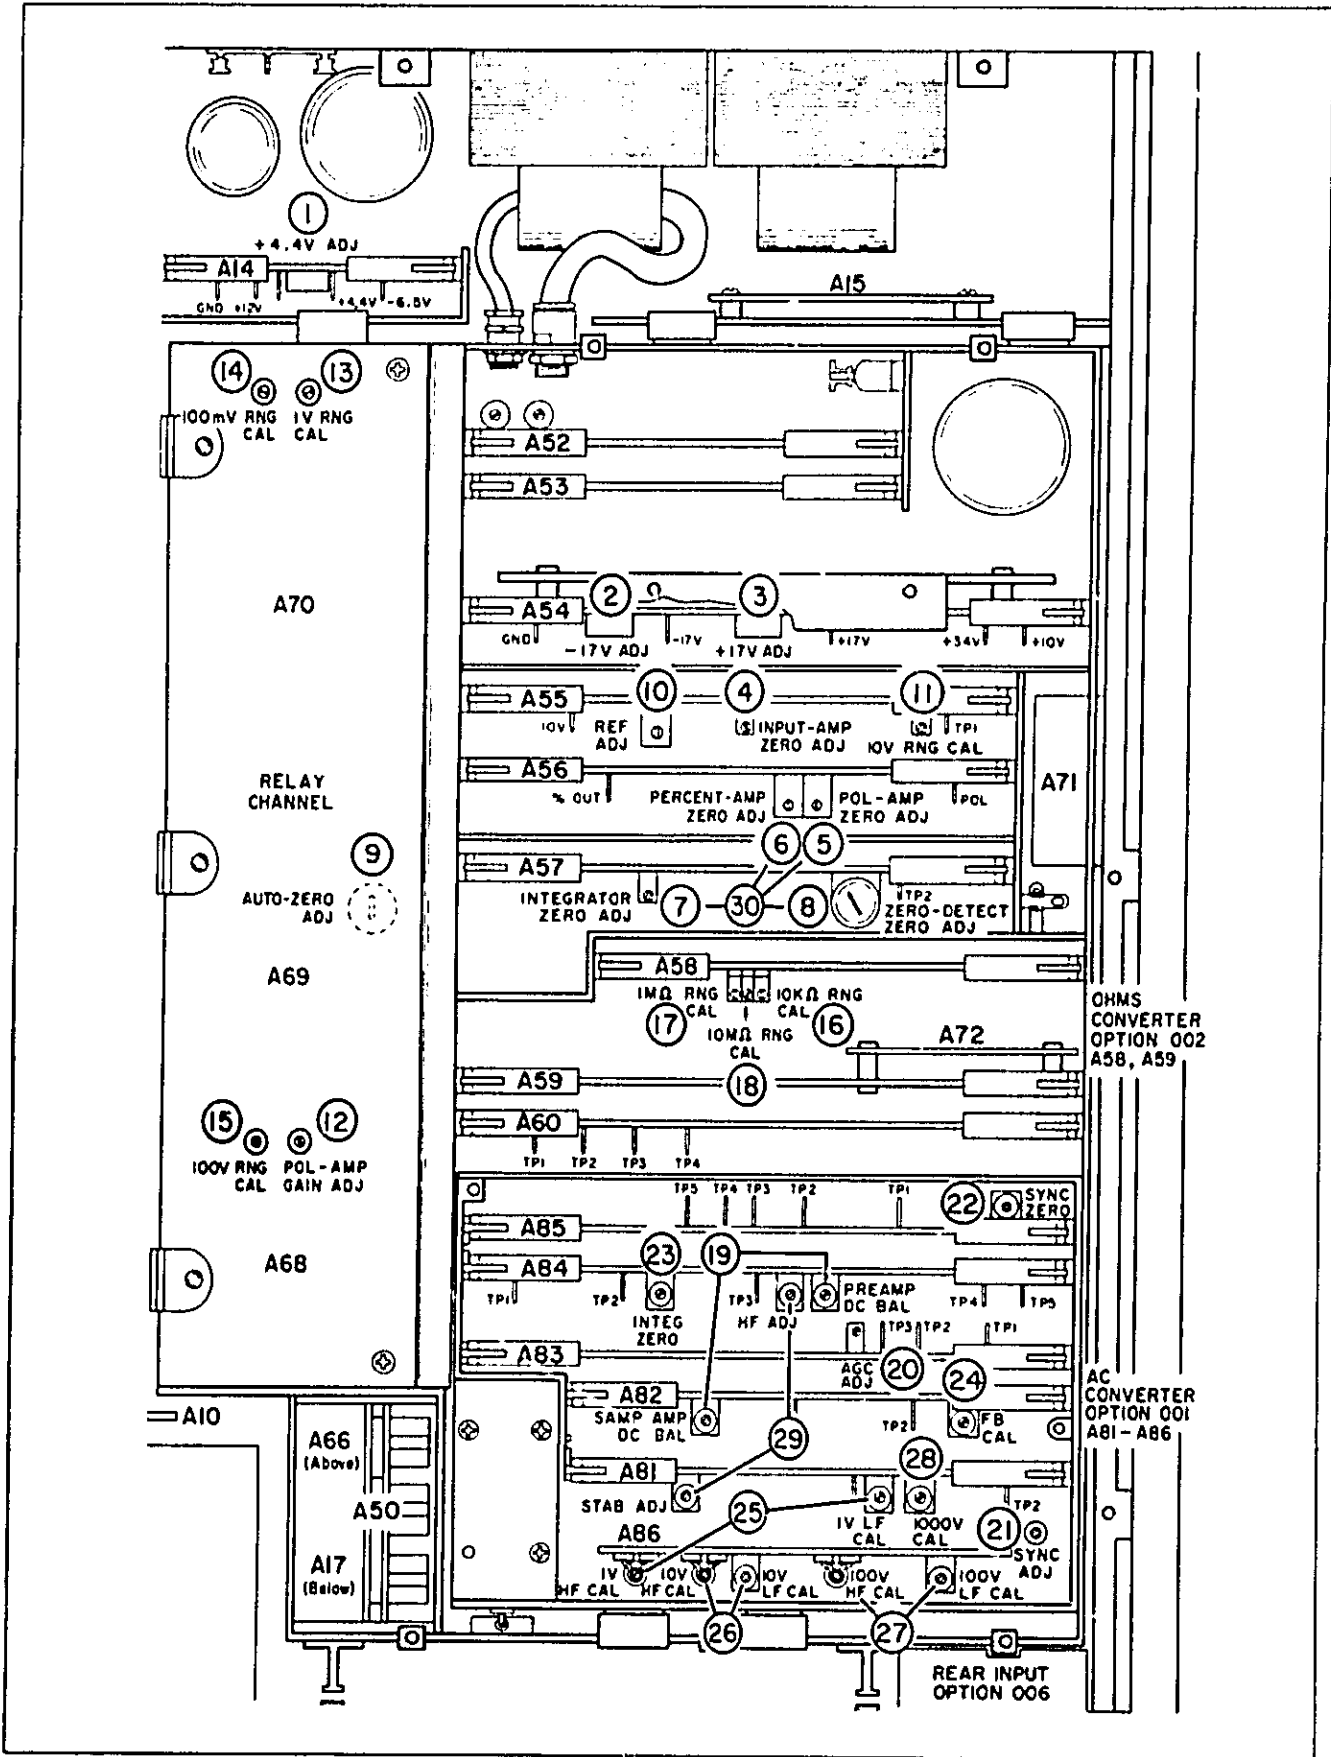 1
+4.4V ADJ
A14
GND +12V +4.4V -6.8V
A15
14 13
100mV RNG CAL
1V RNG CAL
A52
A53
A70
2 3
A54
GND -17V +17V +34V +10V
-17V ADJ +17V ADJ
10 4 11
A55
10V REF ADJ
INPUT-AMP ZERO ADJ
10V RNG CAL
TP1
A56
% OUT
PERCENT-AMP ZERO ADJ
POL-AMP ZERO ADJ
POL
A71
RELAY
CHANNEL
9
AUTO-ZERO
ADJ
6 5
A57
INTEGRATOR
ZERO ADJ
7 30 8
TP2
ZERO-DETECT
ZERO ADJ
A69
A58
1MΩ RNG
CAL
17
10KΩ RNG
CAL
16
10MΩ RNG
CAL
18
A72
OHMS
CONVERTER
OPTION 002
A58, A59
A59
15 12
100V RNG
CAL
POL-AMP
GAIN ADJ
A60
TP1 TP2 TP3 TP4
A68
TP5 TP4 TP3 TP2 TP1
22
SYNC
ZERO
A85
23 19
A84
TP1 TP2
INTEG
ZERO
TP3
HF ADJ
PREAMP
DC BAL
TP4 TP5
TP3 TP2 TP1
A83
AGC
ADJ
20 24
A82
SAMP AMP
DC BAL
TP2
FB
CAL
AC
CONVERTER
OPTION 001
A81-A86
29
28
A81
STAB ADJ
25
1V LF
CAL
1000V
CAL
TP2
21
SYNC
ADJ
A86
1V
HF CAL
10V
HF CAL
10V
LF CAL
100V
HF CAL
100V
LF CAL
26 27
A10
A66
(Above)
A50
A17
(Below)
REAR INPUT
OPTION 006